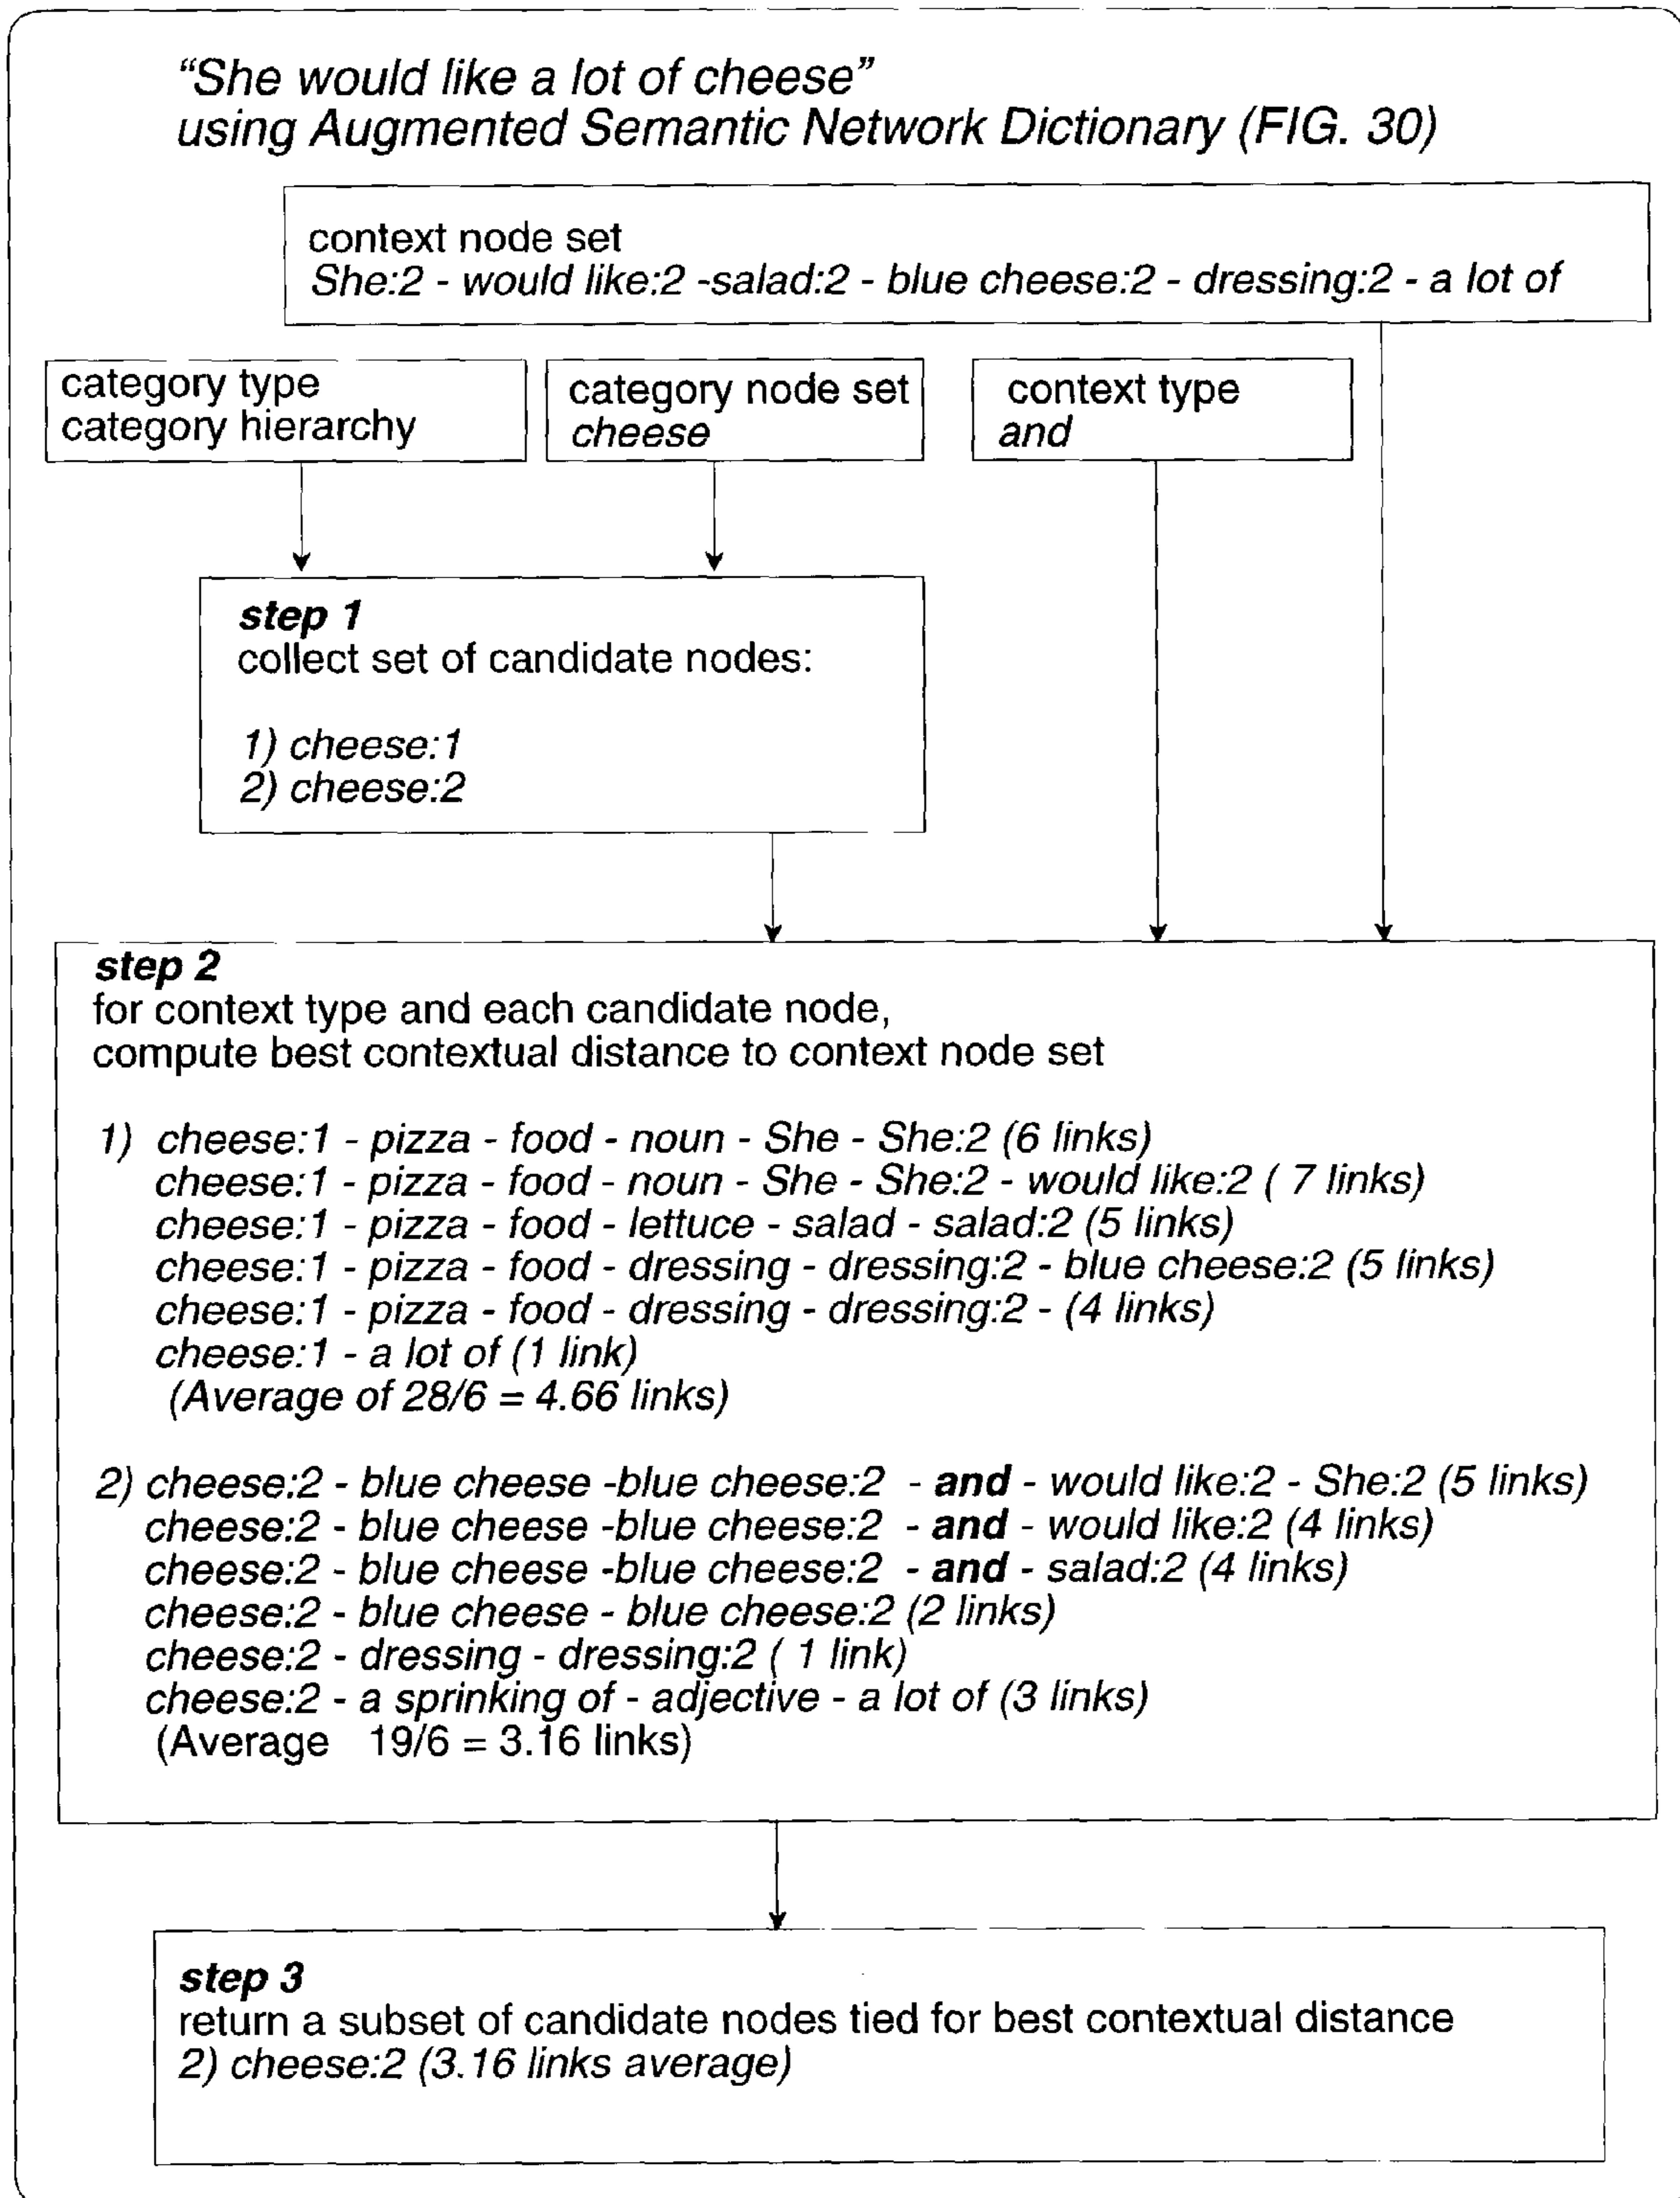 “She would like a lot of cheese”
using Augmented Semantic Network Dictionary (FIG. 30)
context node set
She:2 - would like:2 -salad:2 - blue cheese:2 - dressing:2 - a lot of
category type
category hierarchy
category node set
cheese
context type
and
step 1
collect set of candidate nodes:
1) cheese:1
2) cheese:2
step 2
for context type and each candidate node,
compute best contextual distance to context node set
1) cheese:1 - pizza - food - noun - She - She:2 (6 links)
cheese:1 - pizza - food - noun - She - She:2 - would like:2 ( 7 links)
cheese:1 - pizza - food - lettuce - salad - salad:2 (5 links)
cheese:1 - pizza - food - dressing - dressing:2 - blue cheese:2 (5 links)
cheese:1 - pizza - food - dressing - dressing:2 - (4 links)
cheese:1 - a lot of (1 link)
(Average of 28/6 = 4.66 links)
2) cheese:2 - blue cheese -blue cheese:2 - and - would like:2 - She:2 (5 links)
cheese:2 - blue cheese -blue cheese:2 - and - would like:2 (4 links)
cheese:2 - blue cheese -blue cheese:2 - and - salad:2 (4 links)
cheese:2 - blue cheese - blue cheese:2 (2 links)
cheese:2 - dressing - dressing:2 ( 1 link)
cheese:2 - a sprinking of - adjective - a lot of (3 links)
(Average 19/6 = 3.16 links)
step 3
return a subset of candidate nodes tied for best contextual distance
2) cheese:2 (3.16 links average)